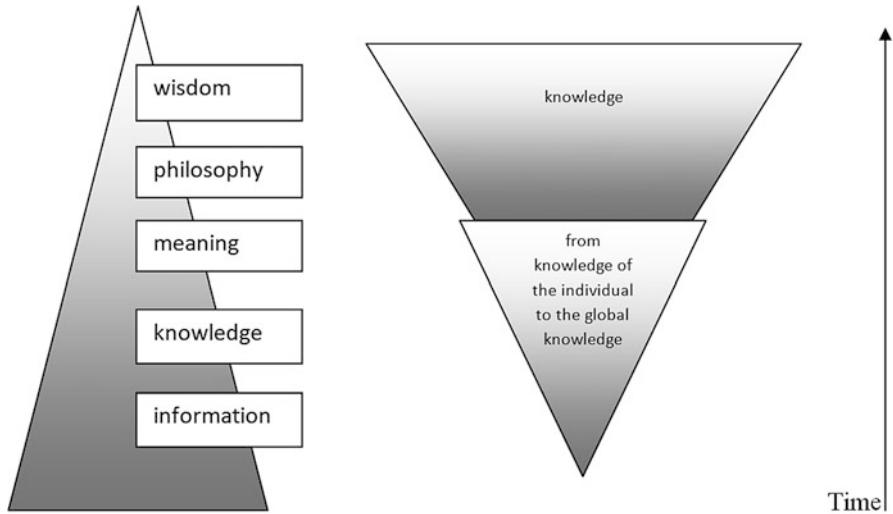 wisdom
philosophy
meaning
knowledge
information
knowledge
from
knowledge of
the individual
to the global
knowledge
Time